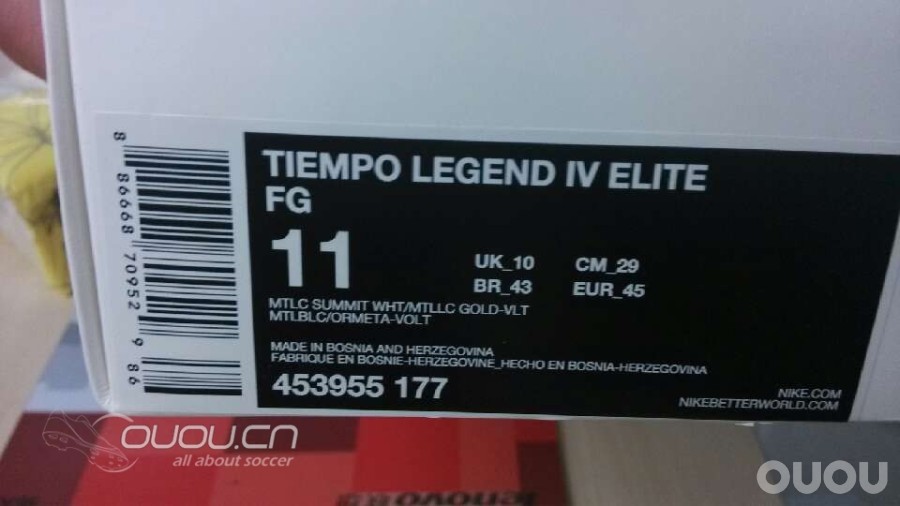 8 86668 70952 9 86
TIEMPO LEGEND IV ELITE
FG
11
UK_10 CM_29
BR_43 EUR_45
MTLC SUMMIT WHT/MTLLC GOLD-VLT
MTLBLC/ORMETA-VOLT
MADE IN BOSNIA AND HERZEGOVINA
FABRIQUE EN BOSNIE-HERZEGOVINE_HECHO EN BOSNIA-HERZEGOVINA
453955 177
NIKE.COM
NIKEBETTERWORLD.COM
OUOU.CN
all about soccer
lenovo
lenovo
OUOU